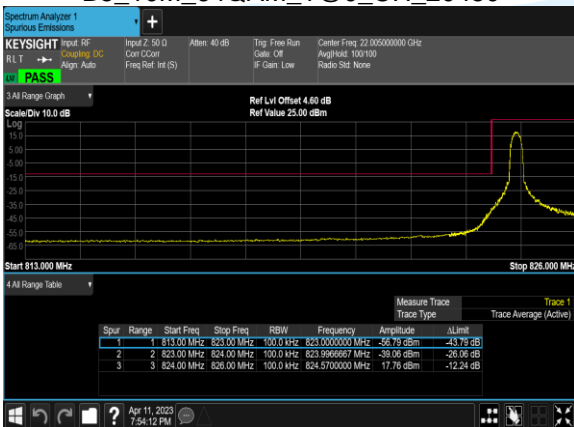 Spectrum Analyzer 1
Spurious Emissions
+
KEYSIGHT Input: RF Input Z: 50 Ω Atten: 40 dB Trig: Free Run Center Freq: 22.005000000 GHz
RLT Coupling: DC Corr CCorr Gate: Off Avg|Hold: 100/100
Align: Auto Freq Ref: Int (S) IF Gain: Low Radio Std: None
PASS
3 All Range Graph
Ref Lvl Offset 4.60 dB
Scale/Div 10.0 dB Ref Value 25.00 dBm
Log
15.0
5.00
-5.00
-15.0
-25.0
-35.0
-45.0
-55.0
-65.0
Start 813.000 MHz Stop 826.000 MHz
4 All Range Table
Measure Trace Trace 1
Trace Type Trace Average (Active)
Spur Range Start Freq Stop Freq RBW Frequency Amplitude ΔLimit
1 1 813.00 MHz 823.00 MHz 100.0 kHz 823.0000000 MHz -56.79 dBm -43.79 dB
2 2 823.00 MHz 824.00 MHz 100.0 kHz 823.9966667 MHz -39.06 dBm -26.06 dB
3 3 824.00 MHz 826.00 MHz 100.0 kHz 824.5700000 MHz 17.76 dBm -12.24 dB
? Apr 11, 2023
7:54:12 PM